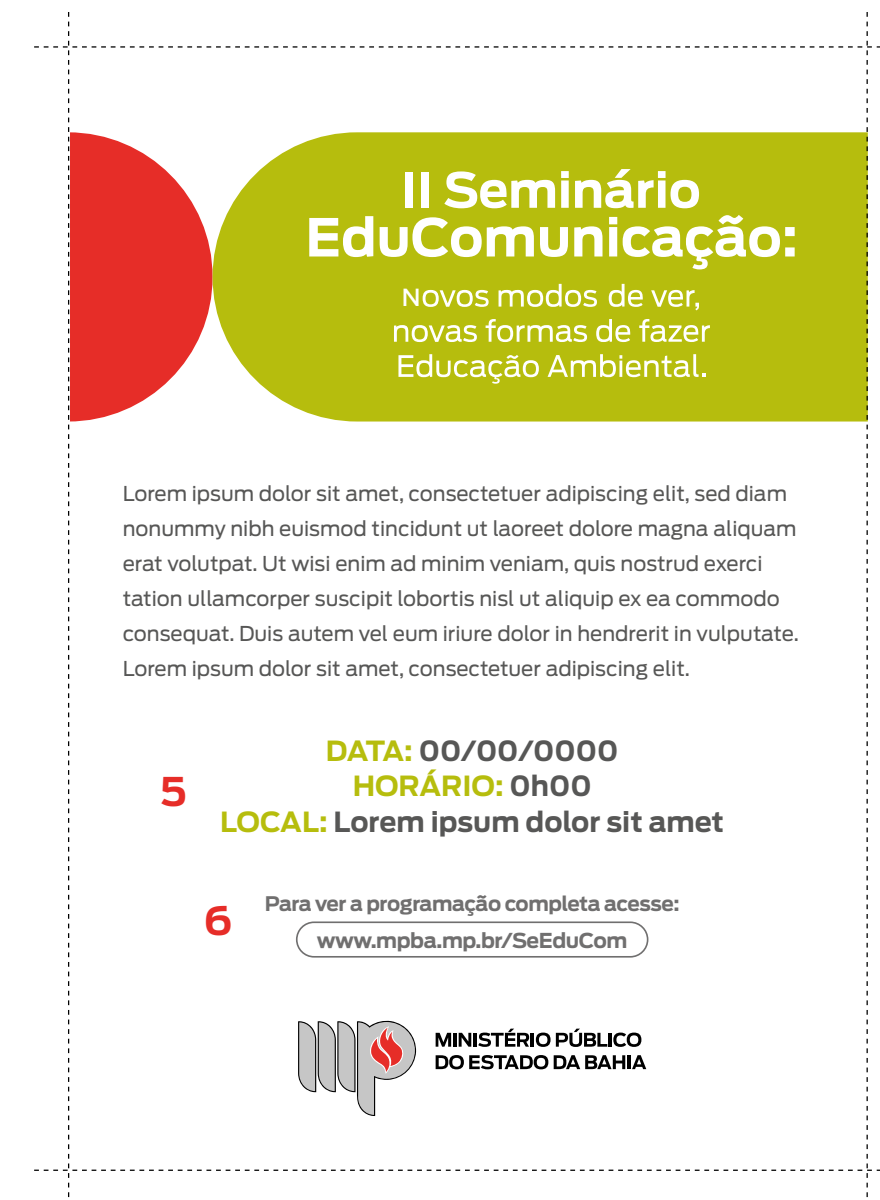 II Seminário
EduComunicação:
Novos modos de ver,
novas formas de fazer
Educação Ambiental.
Lorem ipsum dolor sit amet, consectetuer adipiscing elit, sed diam
nonummy nibh euismod tincidunt ut laoreet dolore magna aliquam
erat volutpat. Ut wisi enim ad minim veniam, quis nostrud exerci
tation ullamcorper suscipit lobortis nisl ut aliquip ex ea commodo
consequat. Duis autem vel eum iriure dolor in hendrerit in vulputate.
Lorem ipsum dolor sit amet, consectetuer adipiscing elit.
5
DATA: 00/00/0000
HORÁRIO: 0h00
LOCAL: Lorem ipsum dolor sit amet
6
Para ver a programação completa acesse:
www.mpba.mp.br/SeEduCom
mp
MINISTÉRIO PÚBLICO
DO ESTADO DA BAHIA